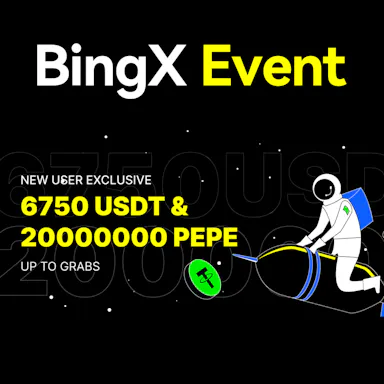 BingX Event
NEW USER EXCLUSIVE
6750 USDT &
20000000 PEPE
UP TO GRABS